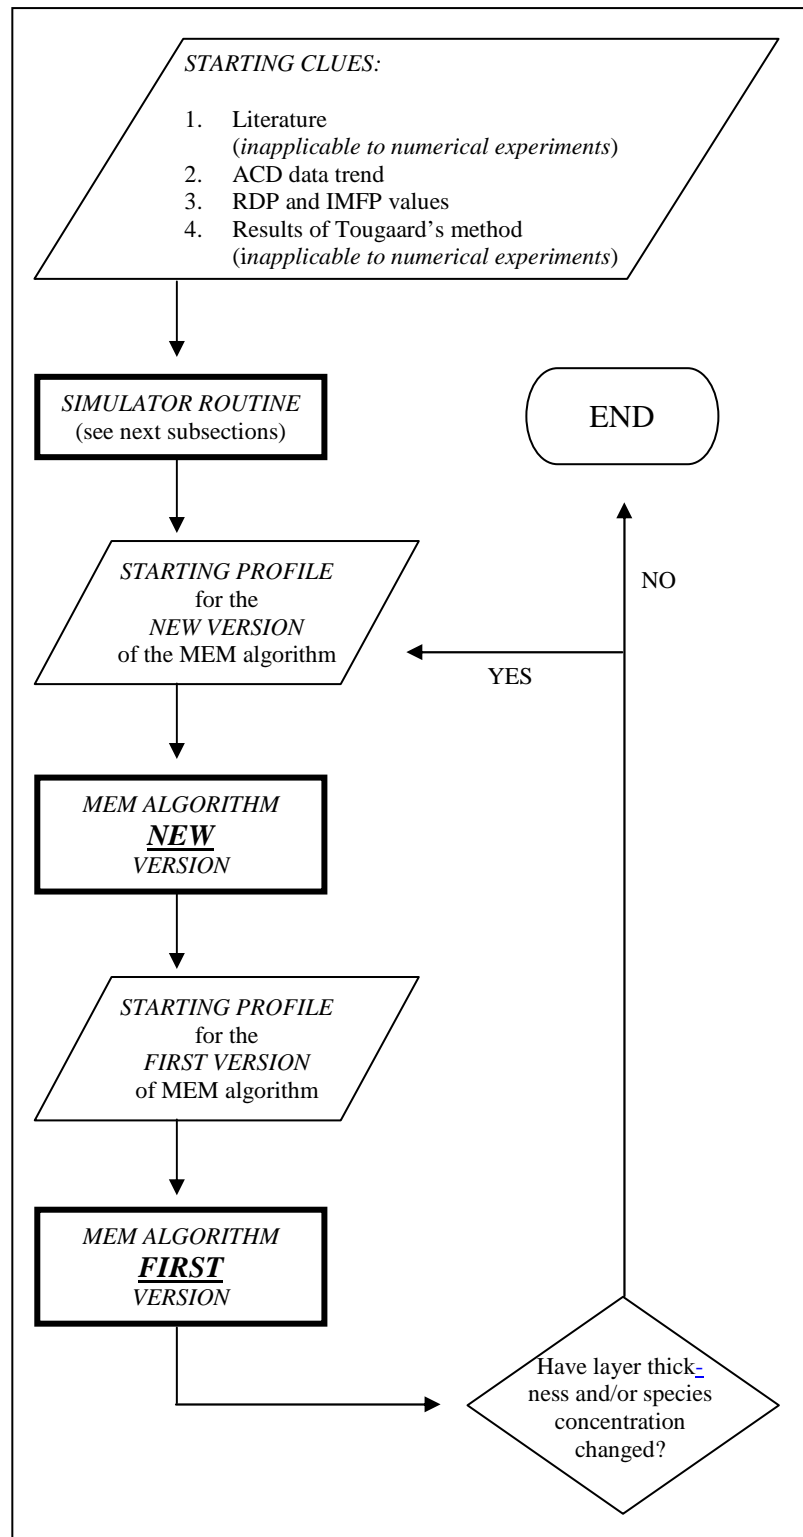 STARTING CLUES:
1. Literature
(inapplicable to numerical experiments)
2. ACD data trend
3. RDP and IMFP values
4. Results of Tougaard's method
(inapplicable to numerical experiments)
SIMULATOR ROUTINE
(see next subsections)
END
STARTING PROFILE
for the
NEW VERSION
of the MEM algorithm
NO
YES
MEM ALGORITHM
NEW
VERSION
STARTING PROFILE
for the
FIRST VERSION
of MEM algorithm
MEM ALGORITHM
FIRST
VERSION
Have layer thick-
ness and/or species
concentration
changed?